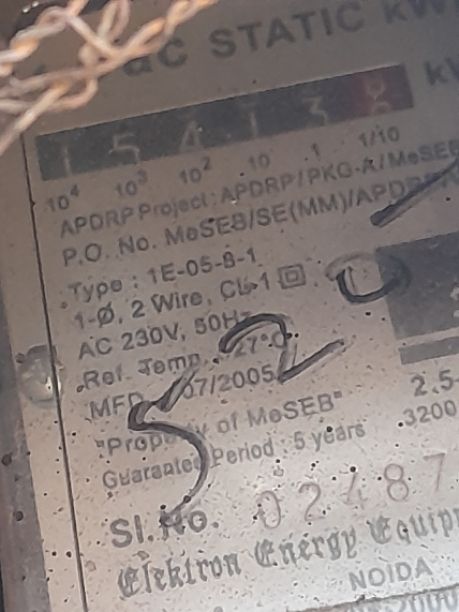 ac STATIC kW
1 5 4 1 3 8 k
10⁴ 10³ 10² 10 1 1/10
APDRP Project: APDRP/PKG-A/MeSEB
P.O. No. MeSEB/SE(MM)/APDRP
Type : 1E-05-8-1
1-Ø, 2 Wire, CL-1
AC 230V, 50Hz
Ref. Temp. 27°C
MFD. 07/2005
2.5-
"Property of MeSEB"
3200
Guarantee Period : 5 years
520
Sl. No. 02487
Elektron Energy Equip
NOIDA